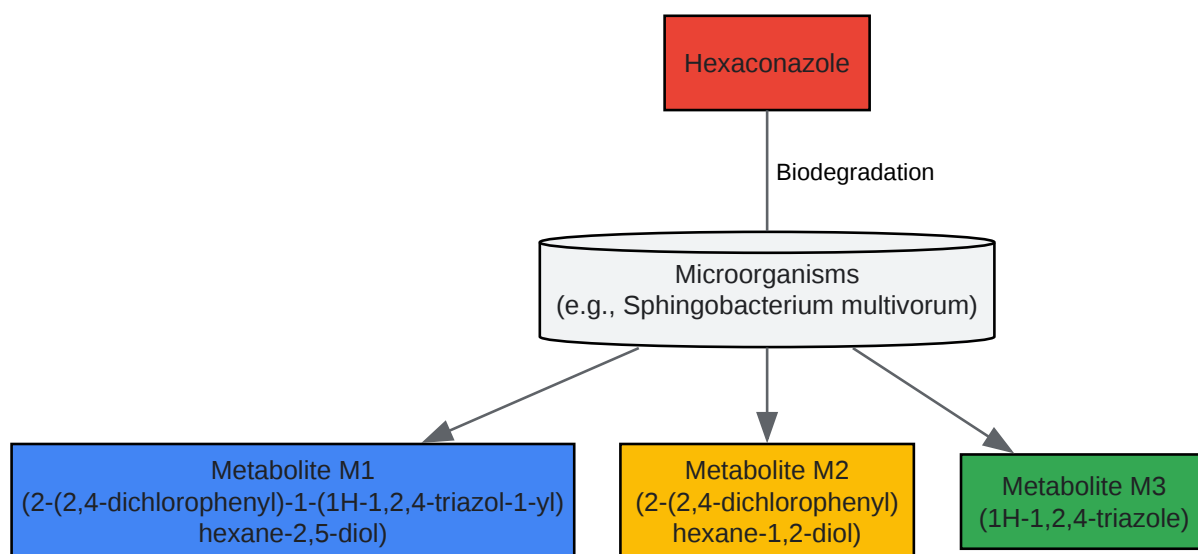 Hexaconazole
Biodegradation
Microorganisms
(e.g., Sphingobacterium multivorum)
Metabolite M1
(2-(2,4-dichlorophenyl)-1-(1H-1,2,4-triazol-1-yl)
hexane-2,5-diol)
Metabolite M2
(2-(2,4-dichlorophenyl)
hexane-1,2-diol)
Metabolite M3
(1H-1,2,4-triazole)